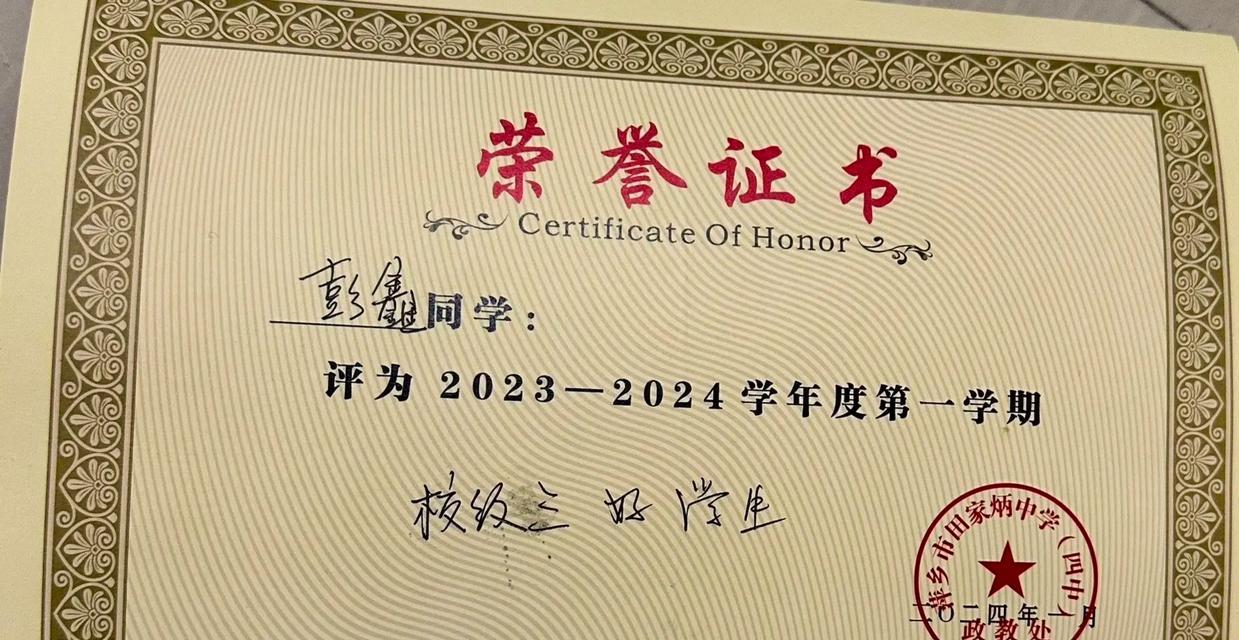 荣誉证书
Certificate Of Honor
彭鑫同学：
评为 2023—2024 学年度第一学期
校级三好学生
萍乡市田家炳中学（四中）
二〇二四年一月
政教处